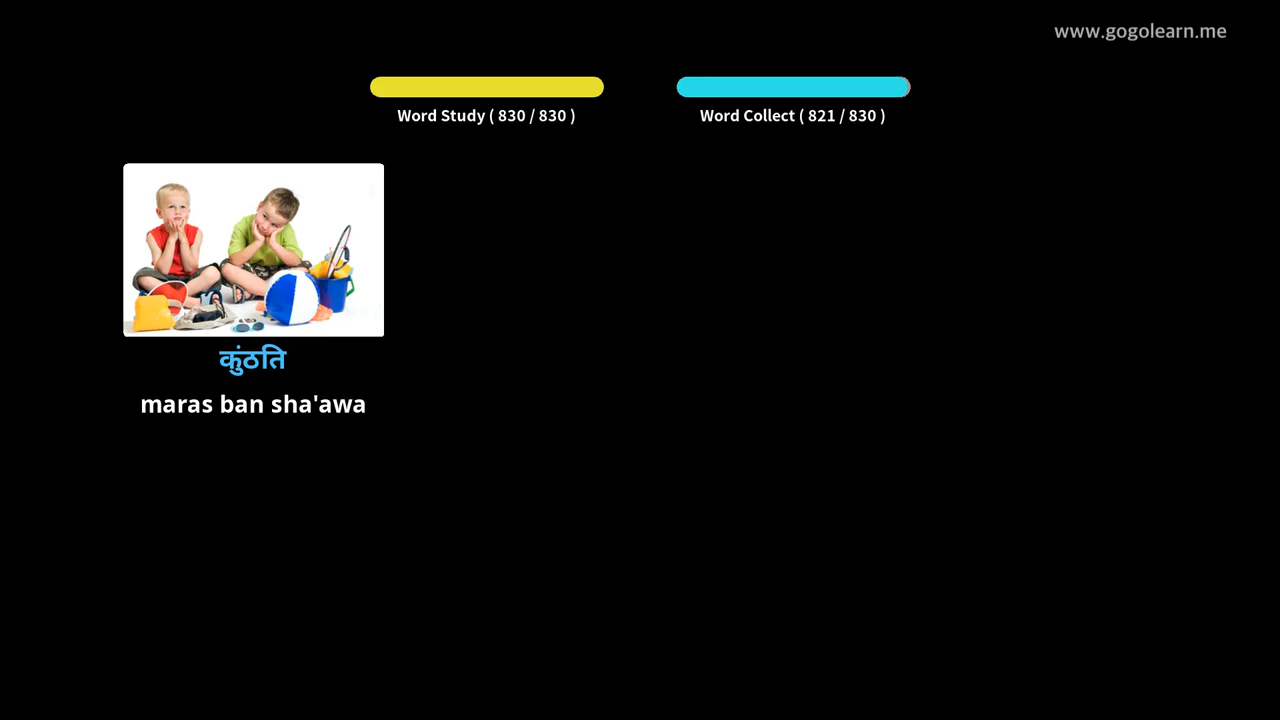 www.gogolearn.me
Word Study ( 830 / 830 )
Word Collect ( 821 / 830 )
कुंठति
maras ban sha'awa